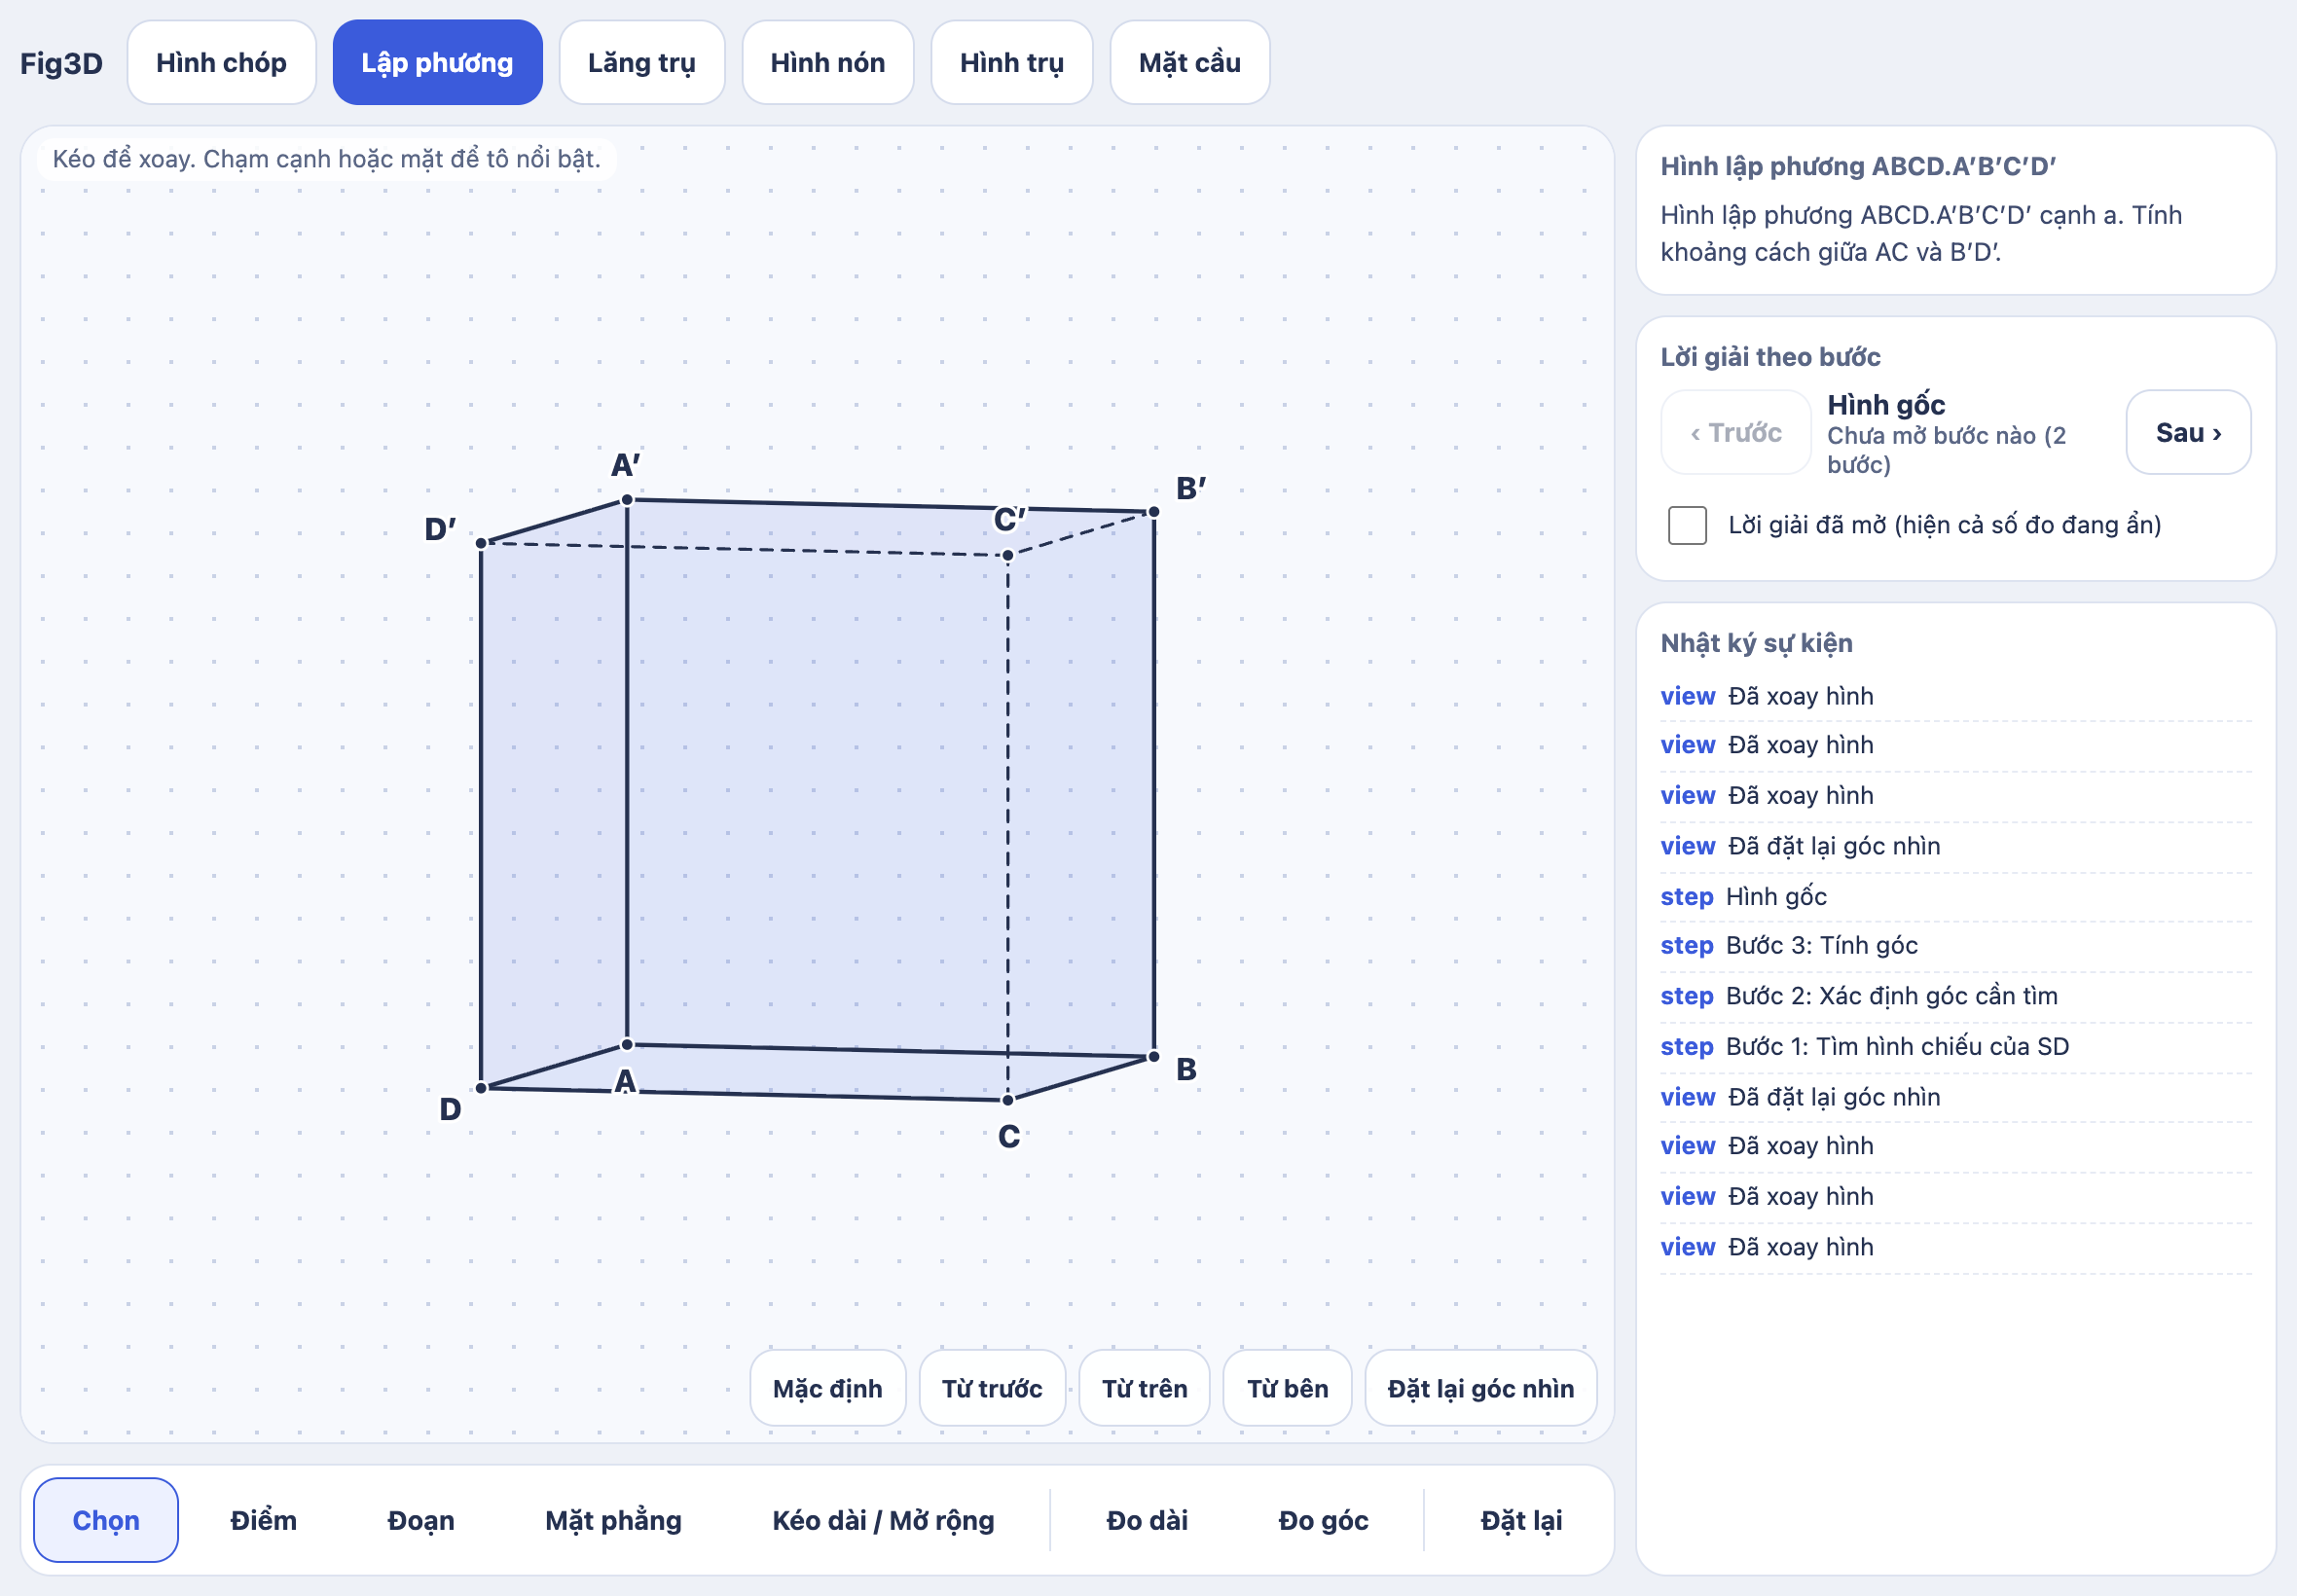 Fig3D
Hình chóp
Lập phương
Lăng trụ
Hình nón
Hình trụ
Mặt cầu
Kéo để xoay. Chạm cạnh hoặc mặt để tô nổi bật.
A′
B′
C′
D′
A
B
D
C
Mặc định
Từ trước
Từ trên
Từ bên
Đặt lại góc nhìn
Chọn
Điểm
Đoạn
Mặt phẳng
Kéo dài / Mở rộng
Đo dài
Đo góc
Đặt lại
Hình lập phương ABCD.A′B′C′D′
Hình lập phương ABCD.A′B′C′D′ cạnh a. Tính
khoảng cách giữa AC và B′D′.
Lời giải theo bước
‹ Trước
Hình gốc
Chưa mở bước nào (2
bước)
Sau ›
Lời giải đã mở (hiện cả số đo đang ẩn)
Nhật ký sự kiện
view Đã xoay hình
view Đã xoay hình
view Đã xoay hình
view Đã đặt lại góc nhìn
step Hình gốc
step Bước 3: Tính góc
step Bước 2: Xác định góc cần tìm
step Bước 1: Tìm hình chiếu của SD
view Đã đặt lại góc nhìn
view Đã xoay hình
view Đã xoay hình
view Đã xoay hình